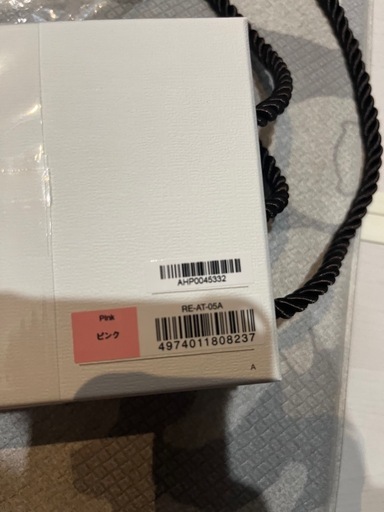 AHP0045332
RE-AT-05A
Pink
ピンク
4974011808237
A